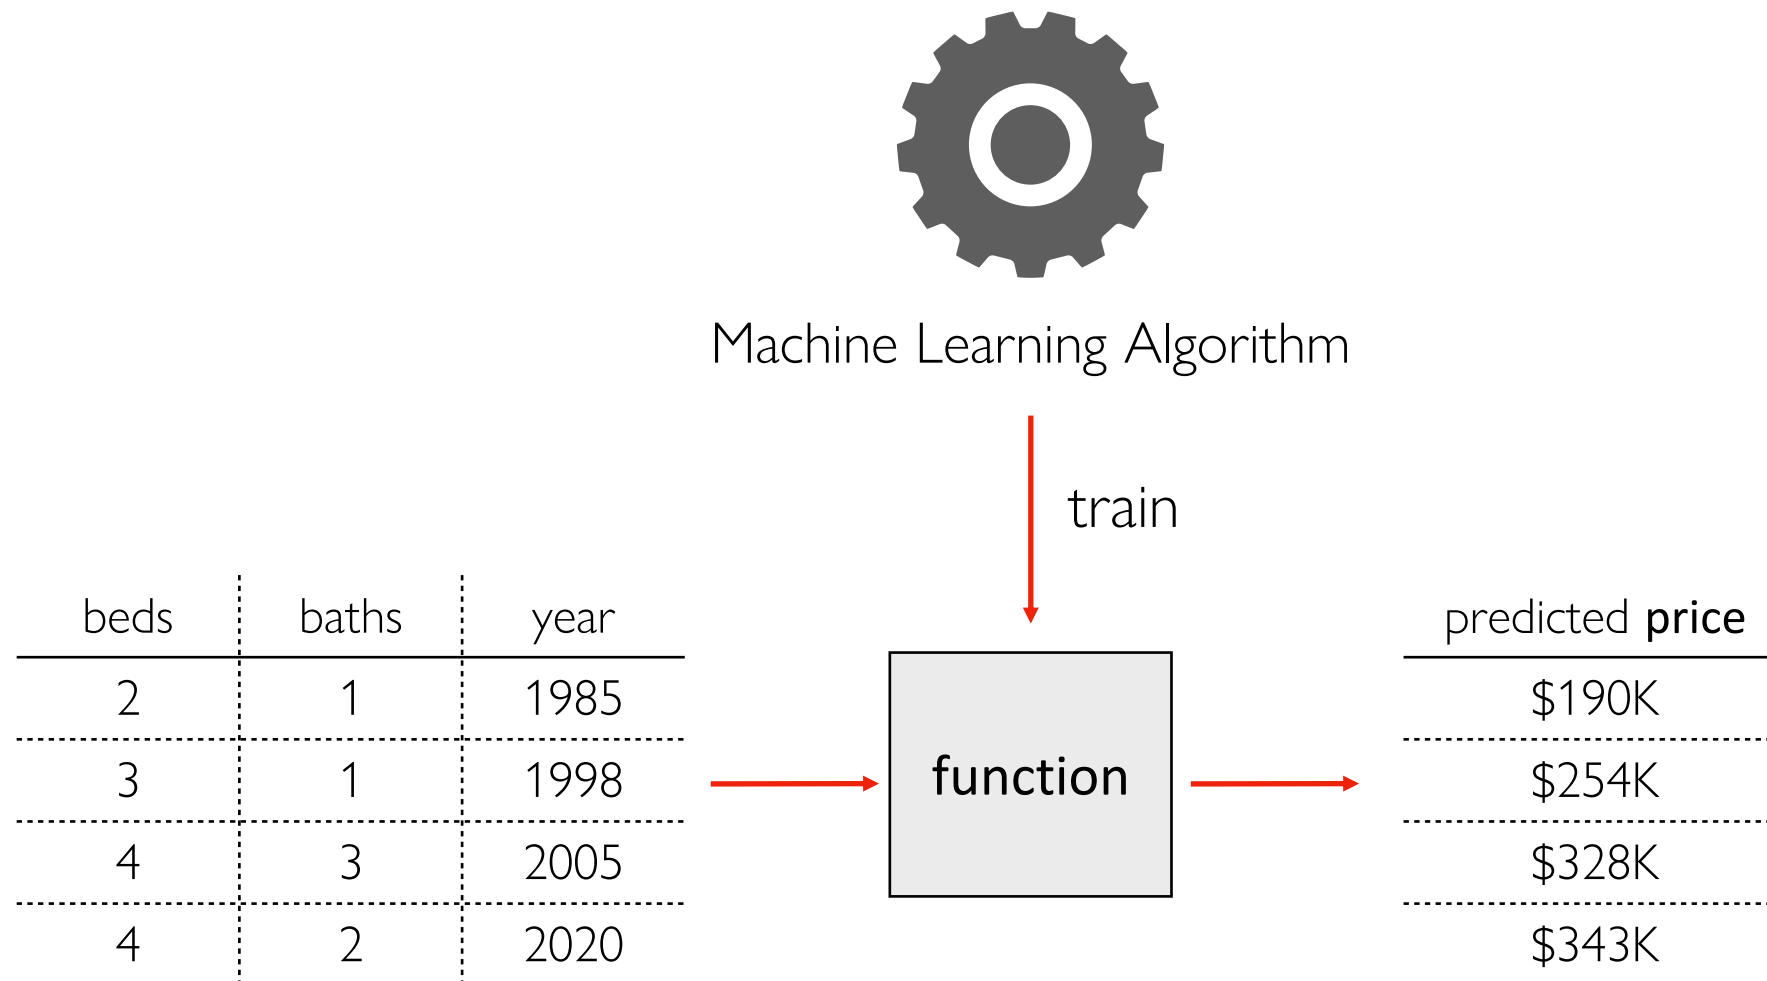 Machine Learning Algorithm
train
beds baths year predicted price
2 1 1985 $190K
3 1 1998 $254K
function
4 3 2005 $328K
4 2 2020 $343K